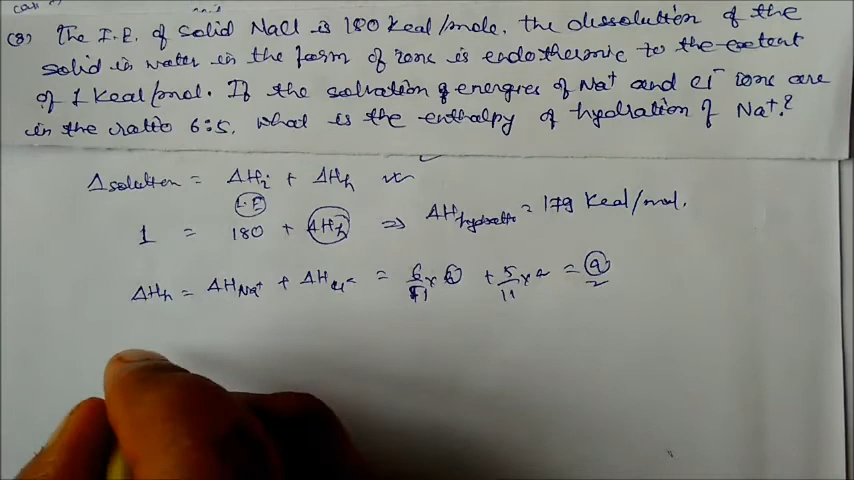 (8) The I.E. of solid NaCl is 180 Kcal/mole. the dissolution of the
solid in water in the form of ions is endothermic to the extent
of 1 Kcal/mol. If the solvation energies of Na⁺ and Cl⁻ ions are
in the ratio 6:5. What is the enthalpy of hydration of Na⁺?
Δsolution = ΔHi + ΔHh
I.E
1 = 180 + ΔHh ⇒ ΔHhydratn = 179 Kcal/mol.
ΔHh = ΔHNa⁺ + ΔHCl⁻ = 6/11 x a + 5/11 x a = a